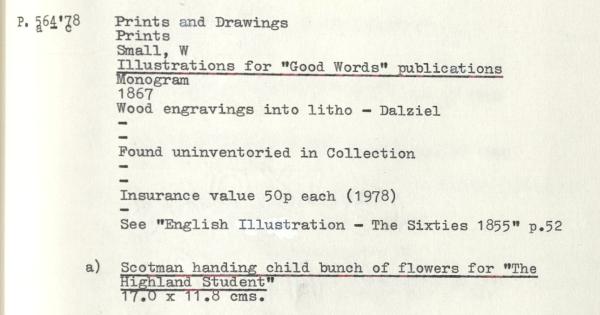 P. 564'78 Prints and Drawings
a c
Prints
Small, W
Illustrations for "Good Words" publications
Monogram
1867
Wood engravings into litho - Dalziel
-
-
Found uninventoried in Collection
-
-
Insurance value 50p each (1978)
-
See "English Illustration - The Sixties 1855" p.52
a) Scotman handing child bunch of flowers for "The
Highland Student"
17.0 x 11.8 cms.